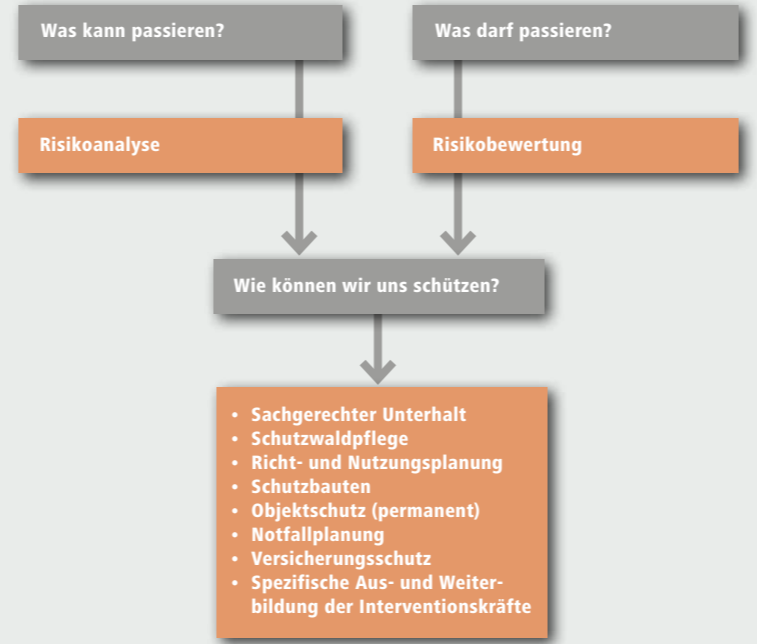 Was kann passieren?
Was darf passieren?
Risikoanalyse
Risikobewertung
Wie können wir uns schützen?
• Sachgerechter Unterhalt
• Schutzwaldpflege
• Richt- und Nutzungsplanung
• Schutzbauten
• Objektschutz (permanent)
• Notfallplanung
• Versicherungsschutz
• Spezifische Aus- und Weiter-
bildung der Interventionskräfte